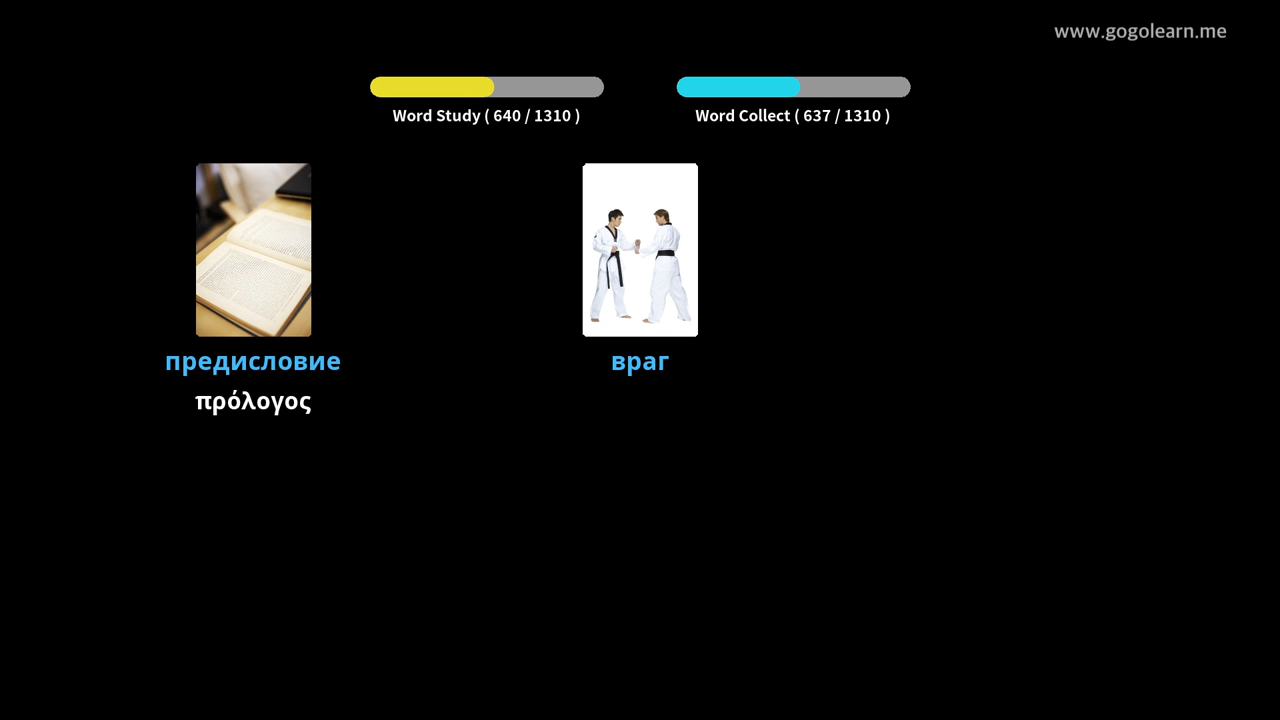 www.gogolearn.me
Word Study ( 640 / 1310 )
Word Collect ( 637 / 1310 )
предисловие
πρόλογος
враг